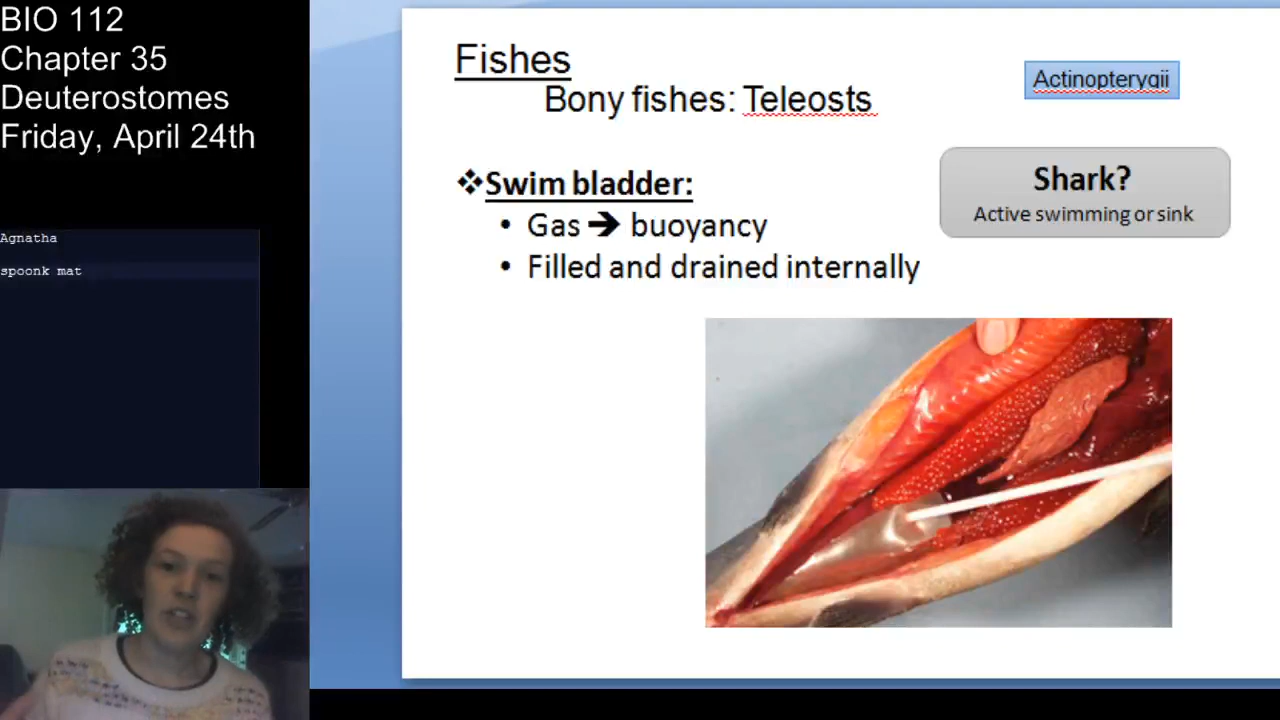 BIO 112
Chapter 35
Deuterostomes
Friday, April 24th
Agnatha
spoonk mat
Fishes
Bony fishes: Teleosts
Actinopterygii
❖Swim bladder:
• Gas ➔ buoyancy
• Filled and drained internally
Shark?
Active swimming or sink